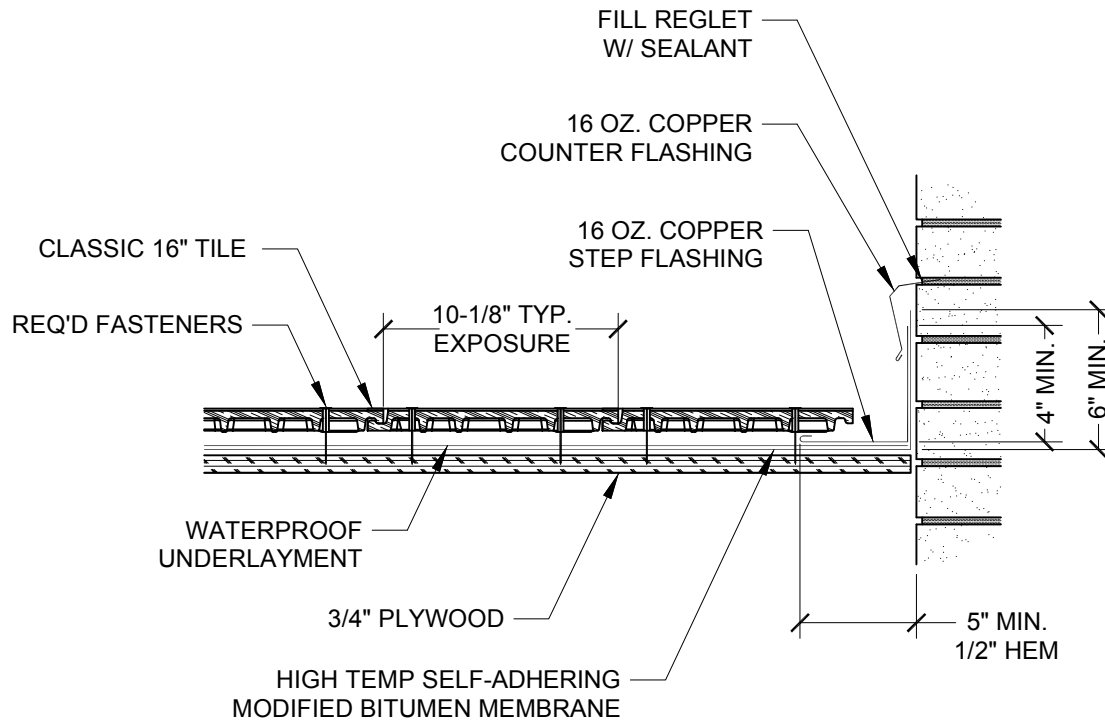 FILL REGLET
W/ SEALANT
16 OZ. COPPER
COUNTER FLASHING
16 OZ. COPPER
STEP FLASHING
CLASSIC 16" TILE
REQ'D FASTENERS
10-1/8" TYP.
EXPOSURE
4" MIN.
6" MIN.
WATERPROOF
UNDERLAYMENT
3/4" PLYWOOD
5" MIN.
1/2" HEM
HIGH TEMP SELF-ADHERING
MODIFIED BITUMEN MEMBRANE